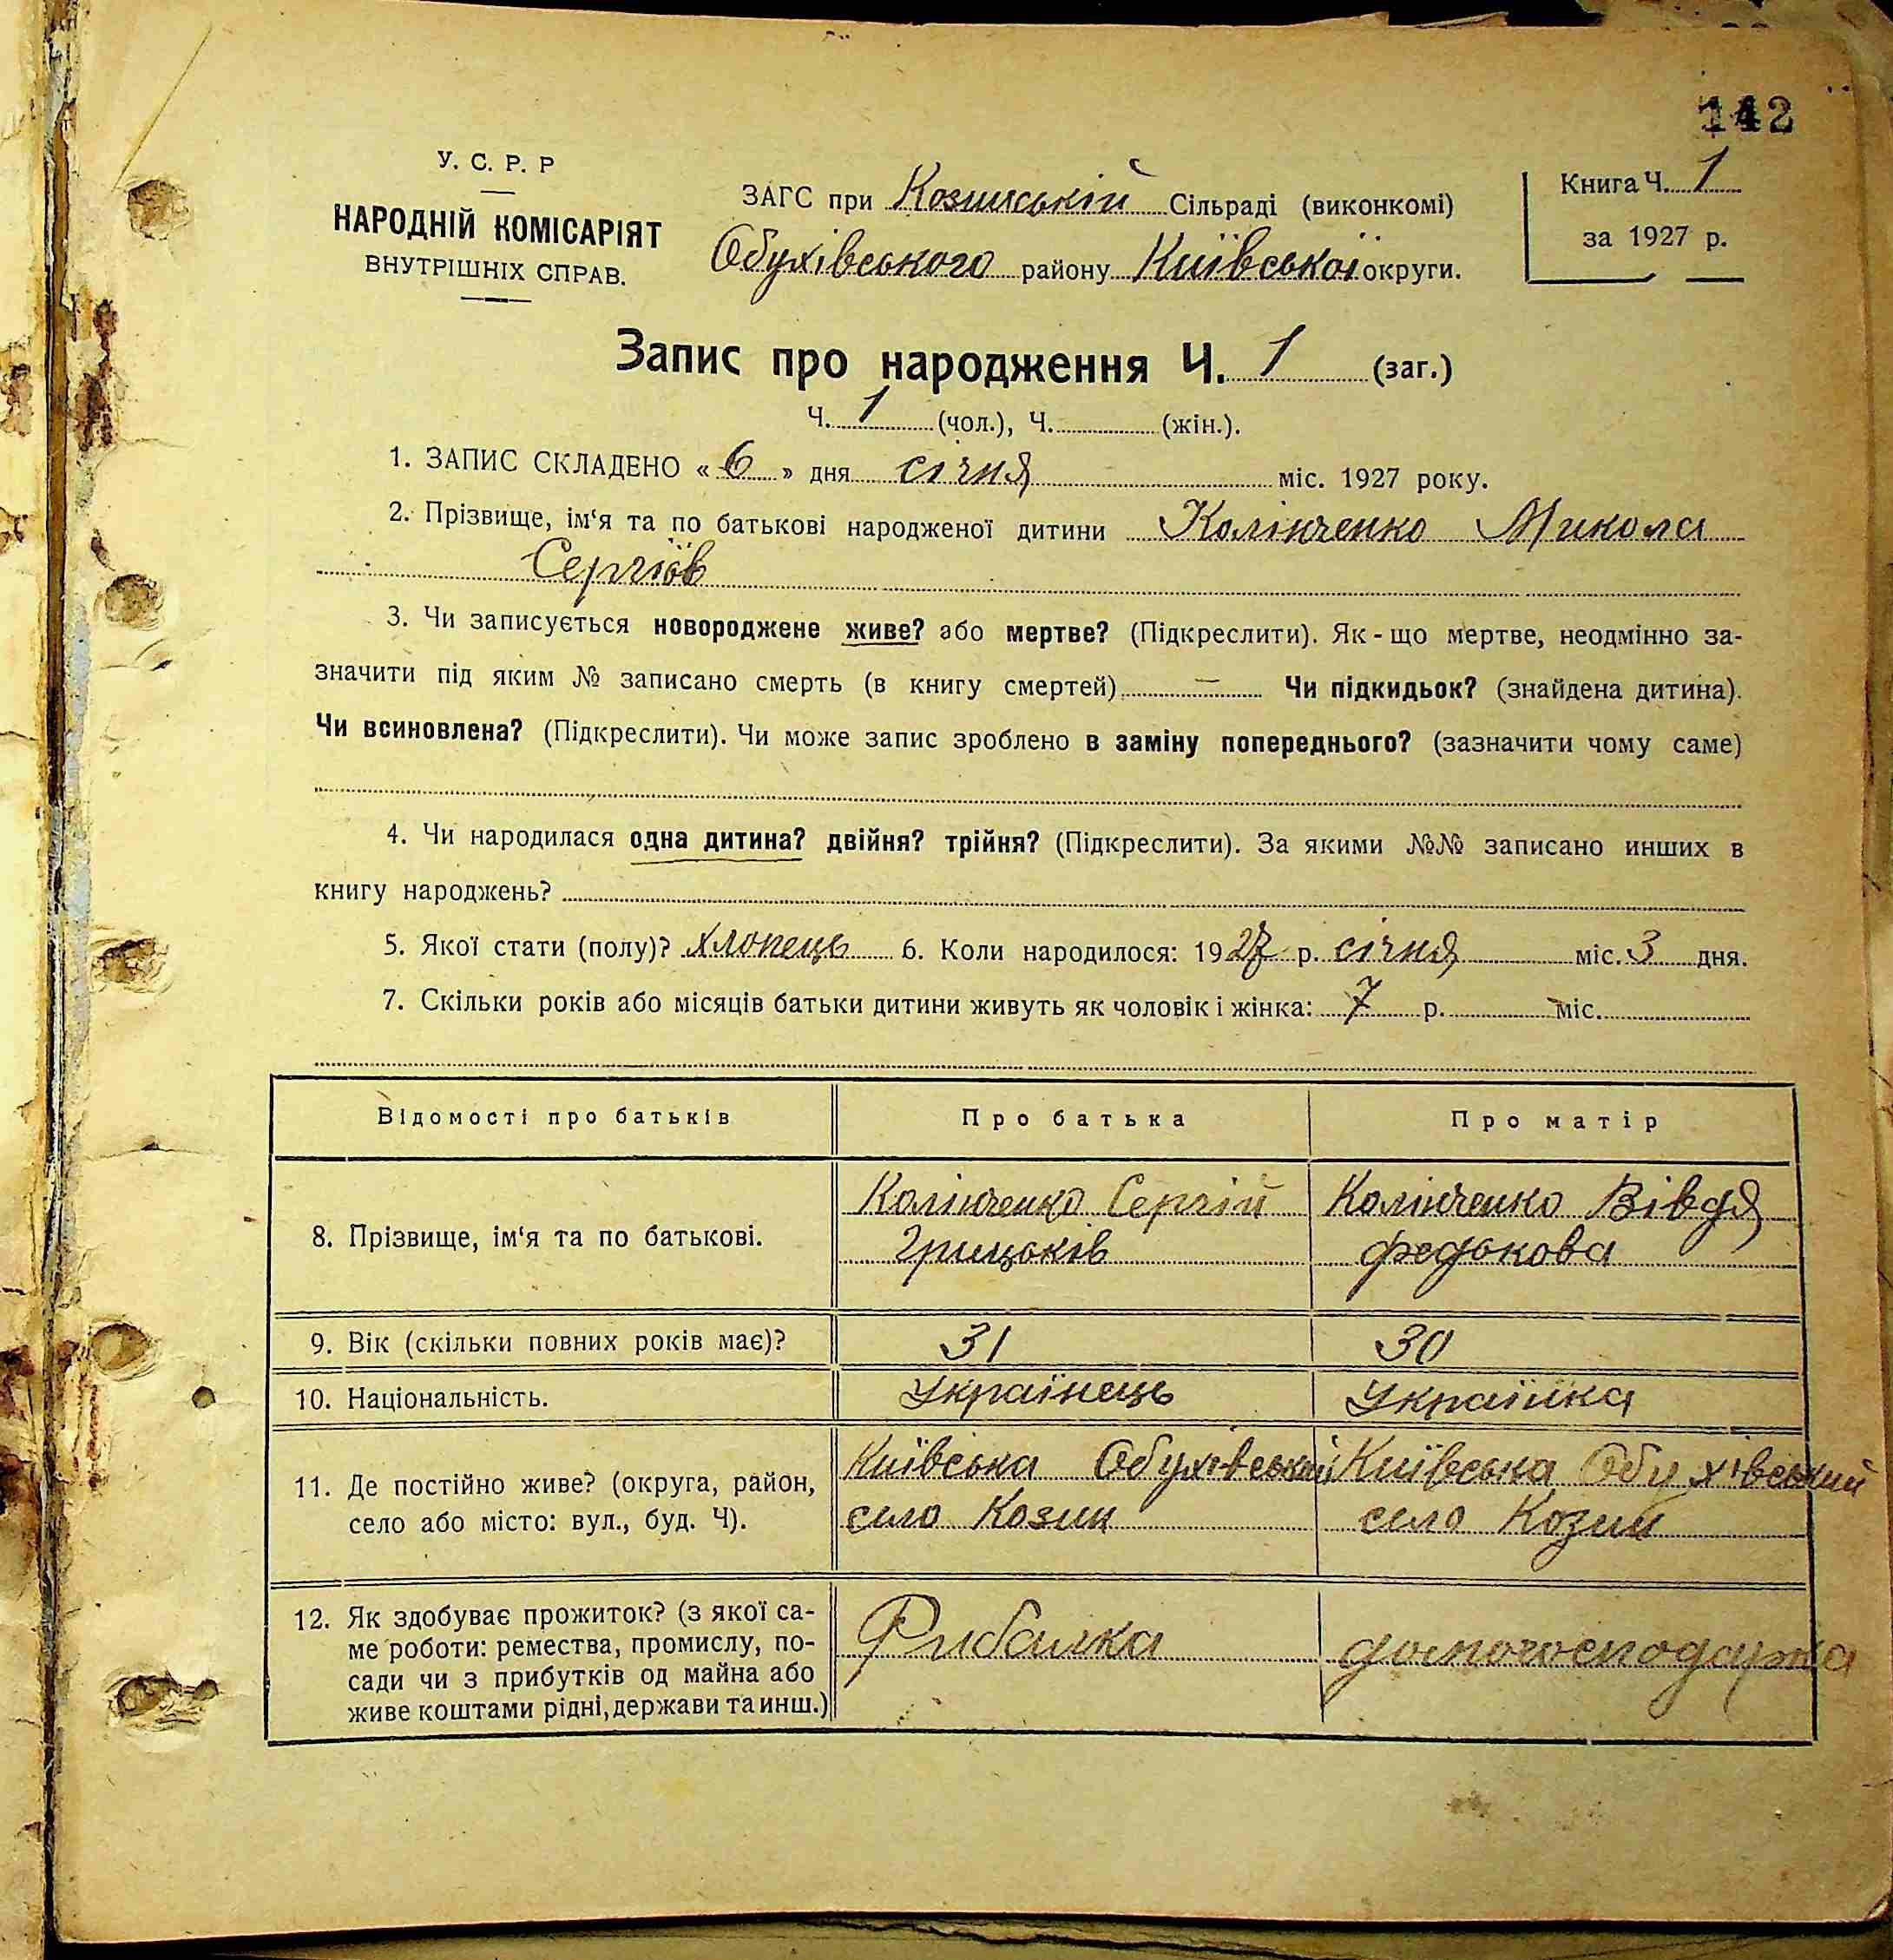 142
У. С. Р. Р
НАРОДНІЙ КОМІСАРІЯТ
ВНУТРІШНІХ СПРАВ.
ЗАГС при Козинській Сільраді (виконкомі)
Обухівського району Київської округи.
Книга Ч. 1
за 1927 р.
Запис про народження Ч. 1 (заг.)
Ч. 1 (чол.), Ч. (жін.).
1. ЗАПИС СКЛАДЕНО « 6 » дня січня міс. 1927 року.
2. Прізвище, ім‘я та по батькові народженої дитини Калінченко Микола
Сергіїв
3. Чи записується новороджене живе? або мертве? (Підкреслити). Як-що мертве, неодмінно за-
значити під яким № записано смерть (в книгу смертей) — Чи підкидьок? (знайдена дитина).
Чи всиновлена? (Підкреслити). Чи може запис зроблено в заміну попереднього? (зазначити чому саме)
4. Чи народилася одна дитина? двійня? трійня? (Підкреслити). За якими №№ записано инших в
книгу народжень?
5. Якої стати (полу)? хлопець 6. Коли народилося: 1927 р. січня міс. 3 дня.
7. Скільки років або місяців батьки дитини живуть як чоловік і жінка: 7 р. міс.
Відомості про батьків Про батька Про матір
8. Прізвище, ім‘я та по батькові.
Калінченко Сергій
Грицьків
Калінченко Вівдя
Федькова
9. Вік (скільки повних років має)? 31 30
10. Національність. Українець Українка
11. Де постійно живе? (округа, район,
село або місто: вул., буд. Ч).
Київська Обухівський
село Козин
Київська Обухівський
село Козин
12. Як здобуває прожиток? (з якої са-
ме роботи: ремества, промислу, по-
сади чи з прибутків од майна або
живе коштами рідні, держави та инш.)
Рибалка
домогосподарка